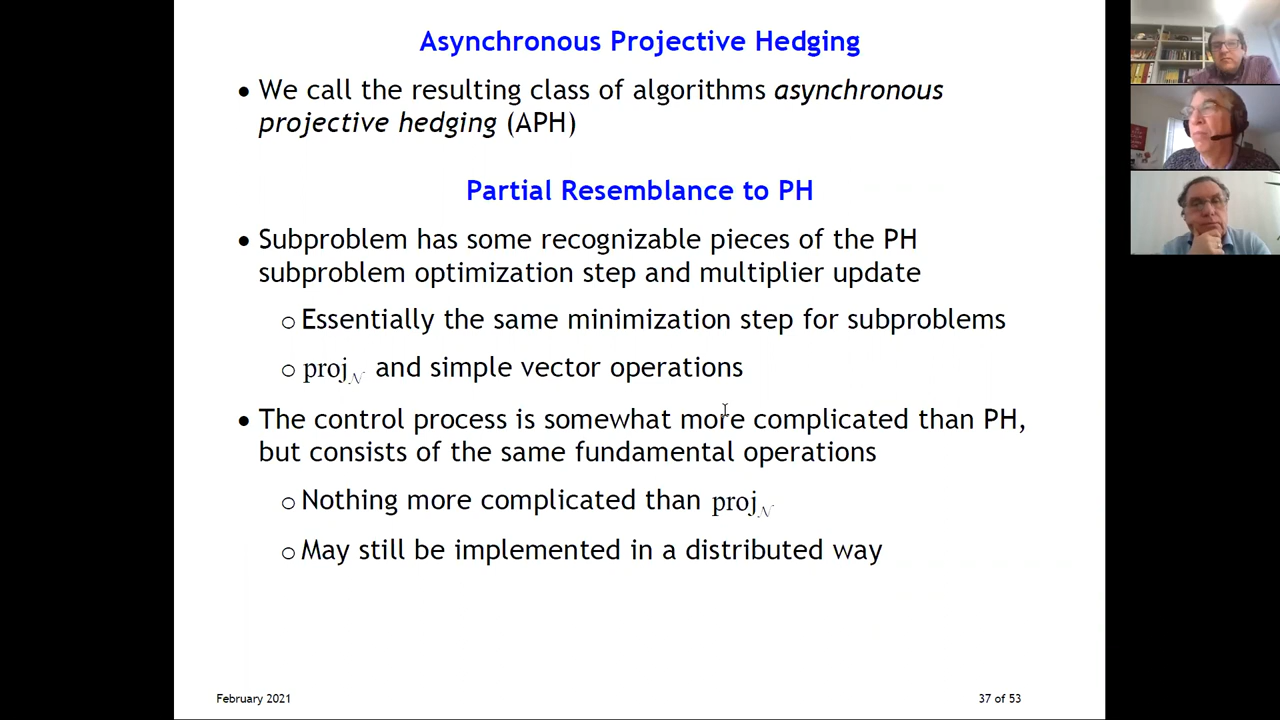 Asynchronous Projective Hedging
• We call the resulting class of algorithms asynchronous
projective hedging (APH)
Partial Resemblance to PH
• Subproblem has some recognizable pieces of the PH
subproblem optimization step and multiplier update
○ Essentially the same minimization step for subproblems
○ proj𝒩 and simple vector operations
• The control process is somewhat more complicated than PH,
but consists of the same fundamental operations
○ Nothing more complicated than proj𝒩
○ May still be implemented in a distributed way
February 2021
37 of 53